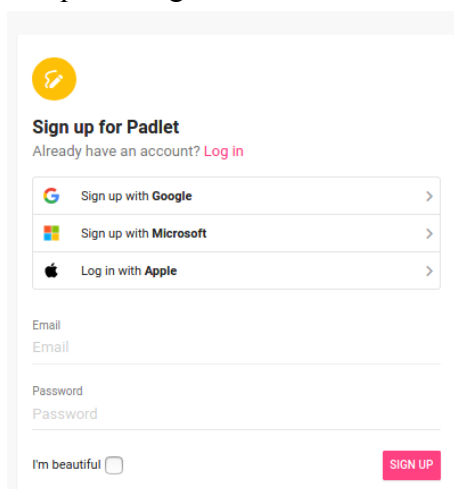 Sign up for Padlet
Already have an account? Log in
Sign up with Google
Sign up with Microsoft
Log in with Apple
Email
Email
Password
Password
I'm beautiful
SIGN UP